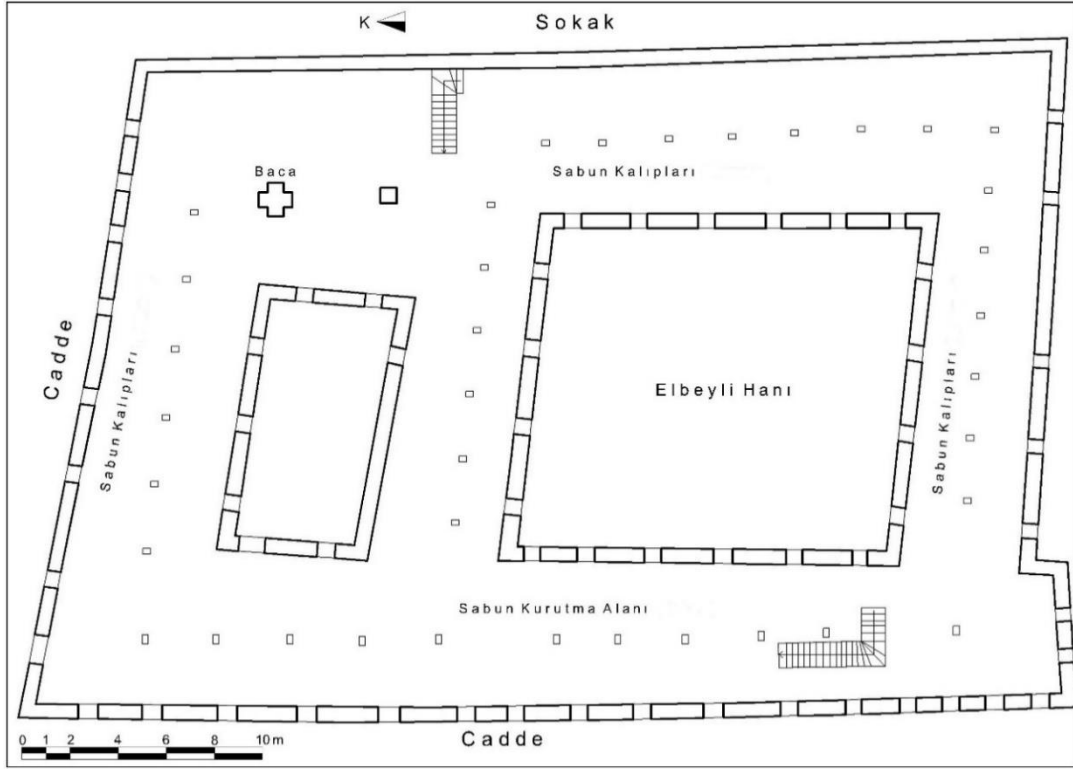 K
Sokak
Baca
Sabun Kalıpları
Cadde
Sabun Kalıpları
Elbeyli Hanı
Sabun Kalıpları
Sabun Kurutma Alanı
Cadde
0 1 2 4 6 8 10 m